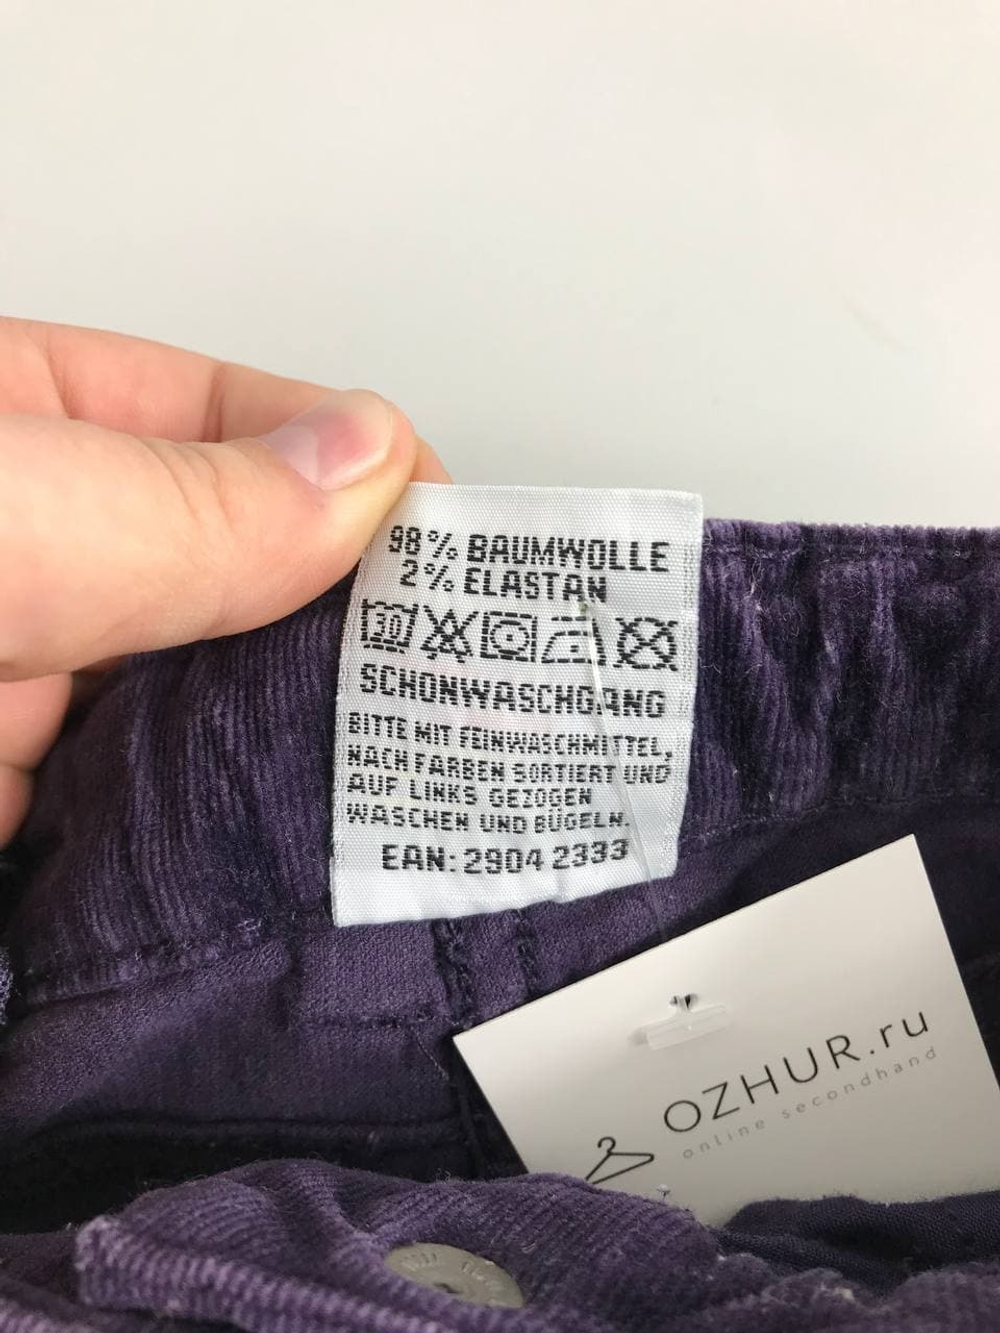 98% BAUMWOLLE
2% ELASTAN
30
SCHONWASCHGANG
BITTE MIT FEINWASCHMITTEL,
NACH FARBEN SORTIERT UND
AUF LINKS GEZOGEN
WASCHEN UND BÜGELN.
EAN: 2904 2333
OZHUR.ru
online secondhand